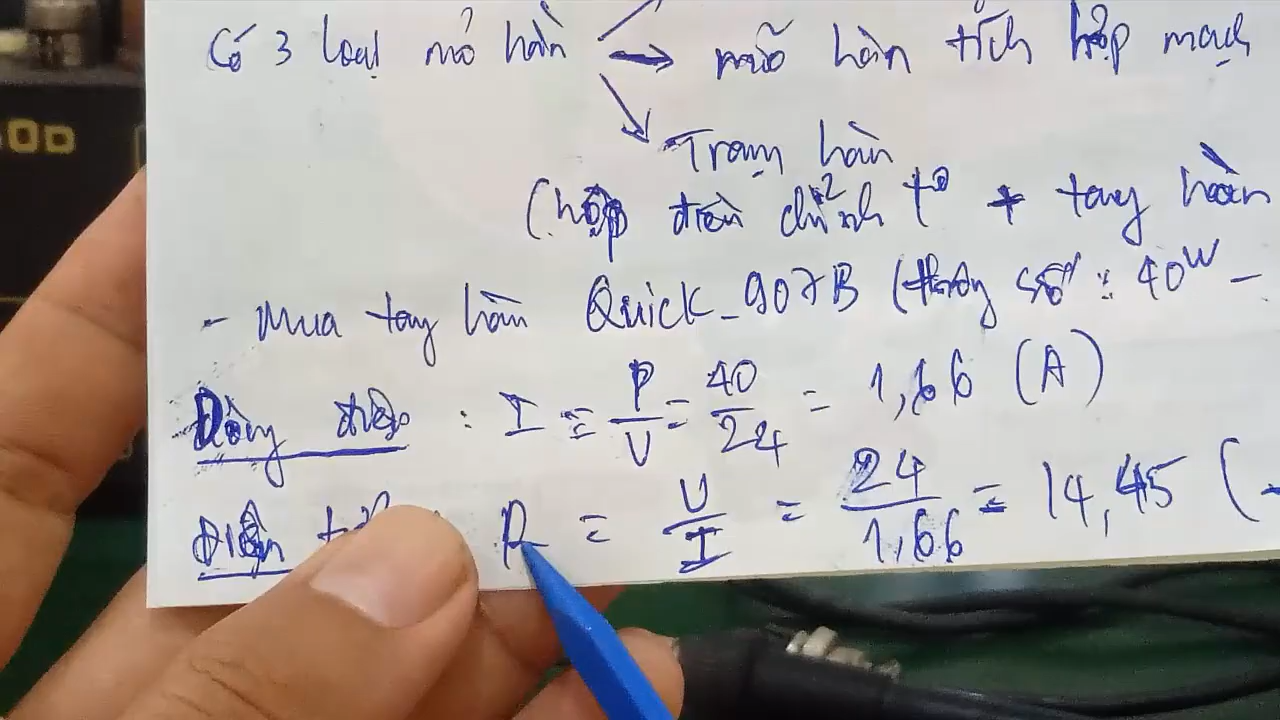 Có 3 loại mỏ hàn → mỏ hàn tích hợp mạch
Trạm hàn
(hộp điều chỉnh t° + tay hàn
- Mua tay hàn Quick_907B (thông số : 40W -
Dòng điện : I = P/U = 40/24 = 1,66 (A)
Điện R = U/I = 24/1,66 = 14,45 (